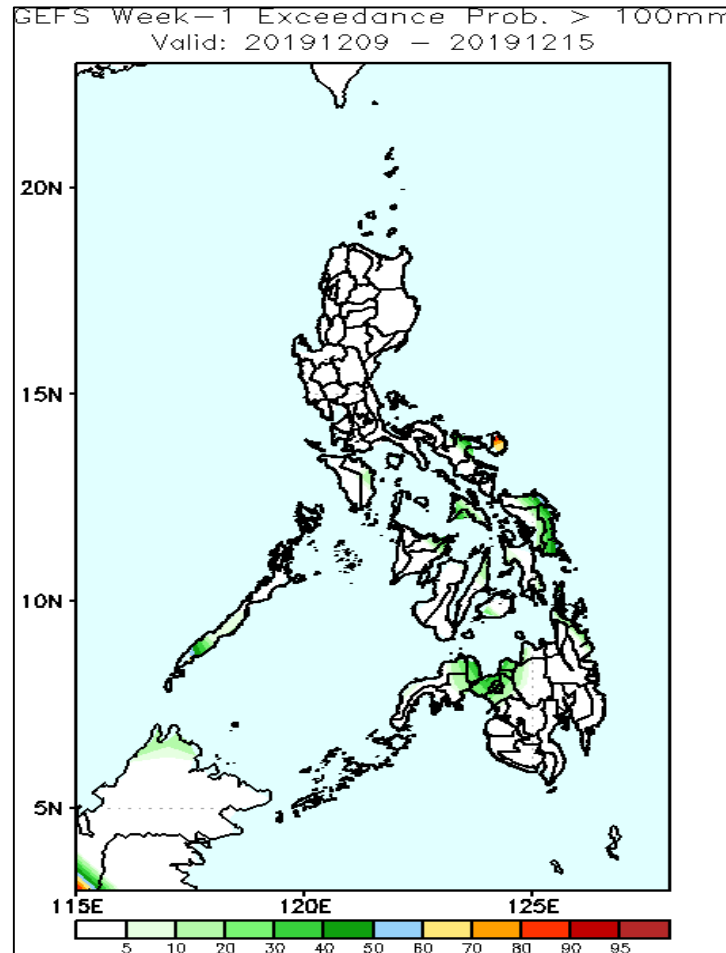 GEFS Week-1 Exceedance Prob. > 100mm
Valid: 20191209 - 20191215
20N
15N
10N
5N
115E 120E 125E
5 10 20 30 40 50 60 70 80 90 95